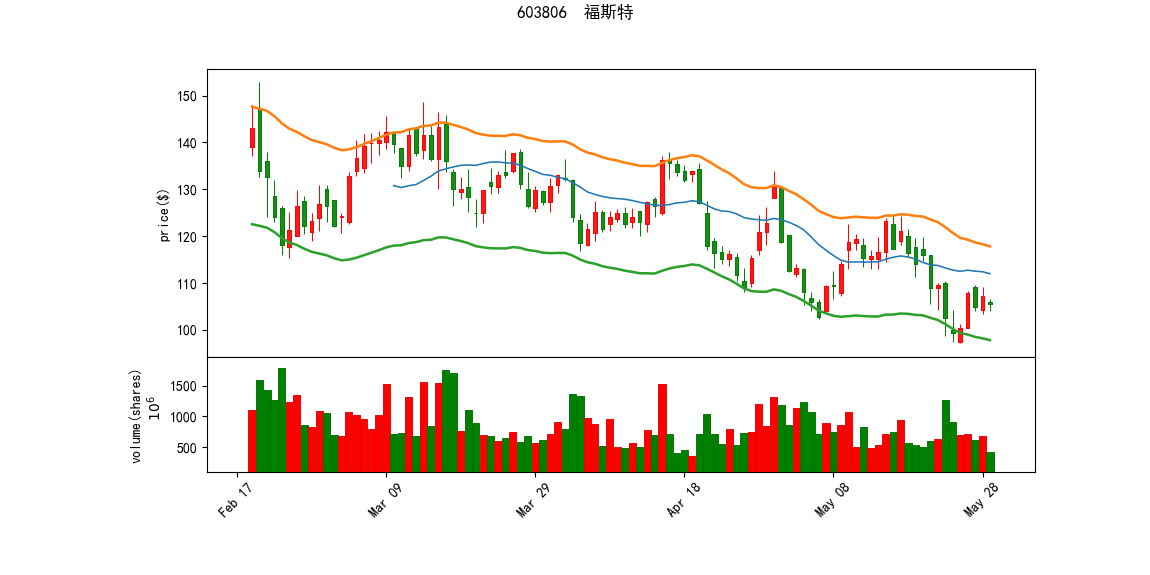 603806  福斯特
150
140
130
120
110
100
price($)
1500
1000
500
volume(shares)
10^6
Feb 17
Mar 09
Mar 29
Apr 18
May 08
May 28